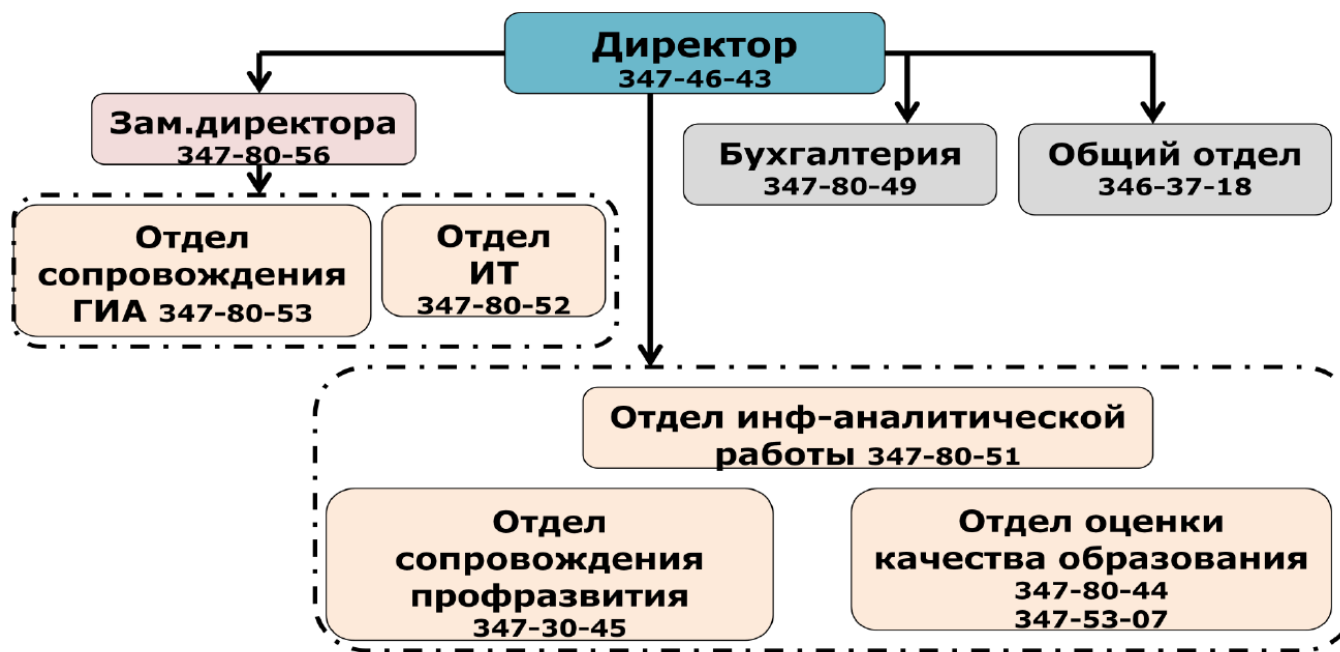 Директор
347-46-43
Зам.директора
347-80-56
Бухгалтерия
347-80-49
Общий отдел
346-37-18
Отдел
сопровождения
ГИА 347-80-53
Отдел
ИТ
347-80-52
Отдел инф-аналитической
работы 347-80-51
Отдел
сопровождения
профразвития
347-30-45
Отдел оценки
качества образования
347-80-44
347-53-07